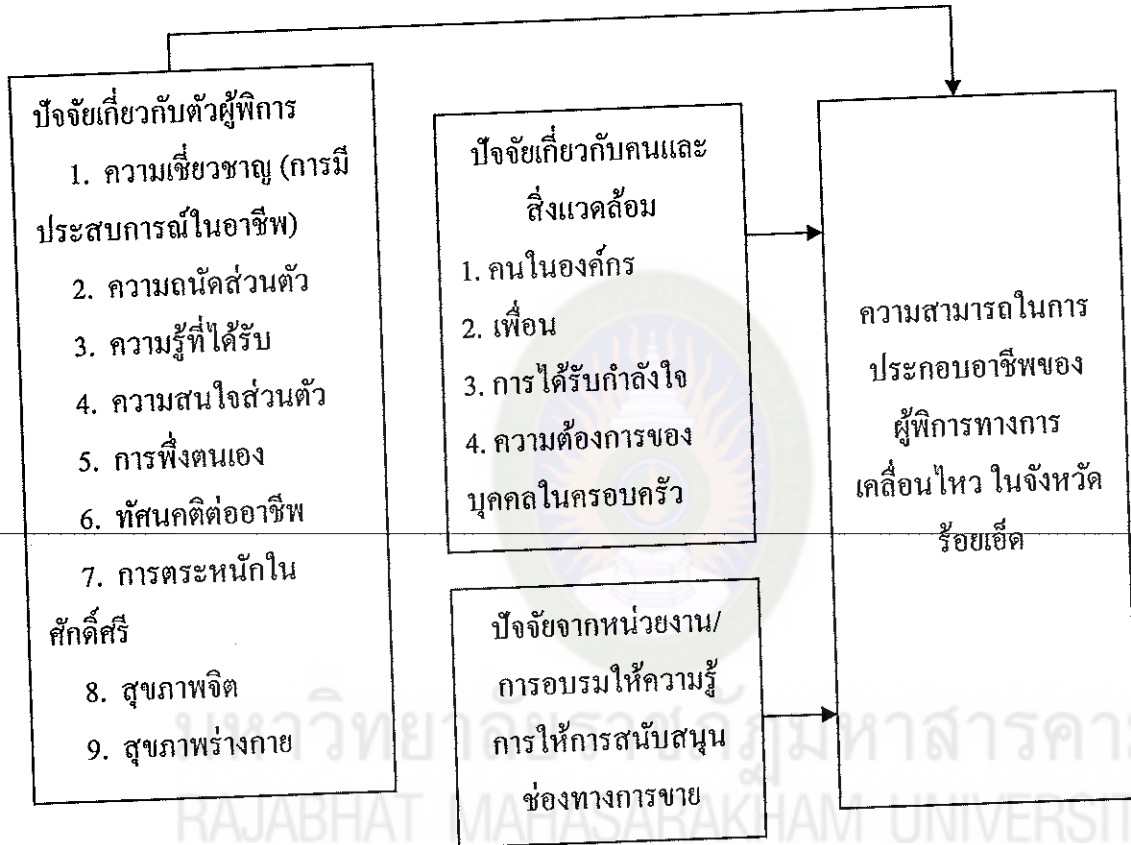 ปัจจัยเกี่ยวกับตัวผู้พิการ
1. ความเชี่ยวชาญ (การมี
ประสบการณ์ในอาชีพ)
2. ความถนัดส่วนตัว
3. ความรู้ที่ได้รับ
4. ความสนใจส่วนตัว
5. การพึ่งตนเอง
6. ทัศนคติต่ออาชีพ
7. การตระหนักใน
ศักดิ์ศรี
8. สุขภาพจิต
9. สุขภาพร่างกาย
ปัจจัยเกี่ยวกับคนและ
สิ่งแวดล้อม
1. คนในองค์กร
2. เพื่อน
3. การได้รับกำลังใจ
4. ความต้องการของ
บุคคลในครอบครัว
ปัจจัยจากหน่วยงาน/
การอบรมให้ความรู้
การให้การสนับสนุน
ช่องทางการขาย
ความสามารถในการ
ประกอบอาชีพของ
ผู้พิการทางการ
เคลื่อนไหว ในจังหวัด
ร้อยเอ็ด
มหาวิทยาลัยราชภัฏมหาสารคาม
RAJABHAT MAHASARAKHAM UNIVERSIT